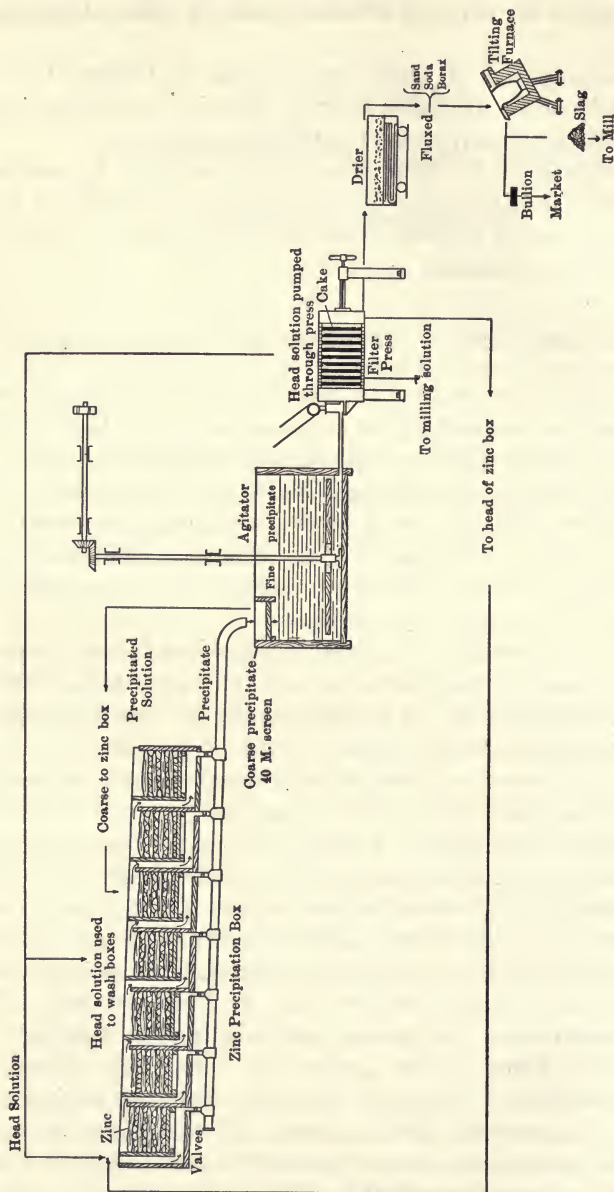 Head Solution
Head solution used
to wash boxes
Coarse to zinc box
Precipitated
Solution
Zinc
Valves
Zinc Precipitation Box
Precipitate
Coarse precipitate
40 M. screen
Agitator
Fine precipitate
Head solution pumped
through press
Cake
Filter
Press
To milling solution
To head of zinc box
Drier
Fluxed
Sand
Soda
Borax
Tilting
Furnace
Bullion
Market
Slag
To Mill